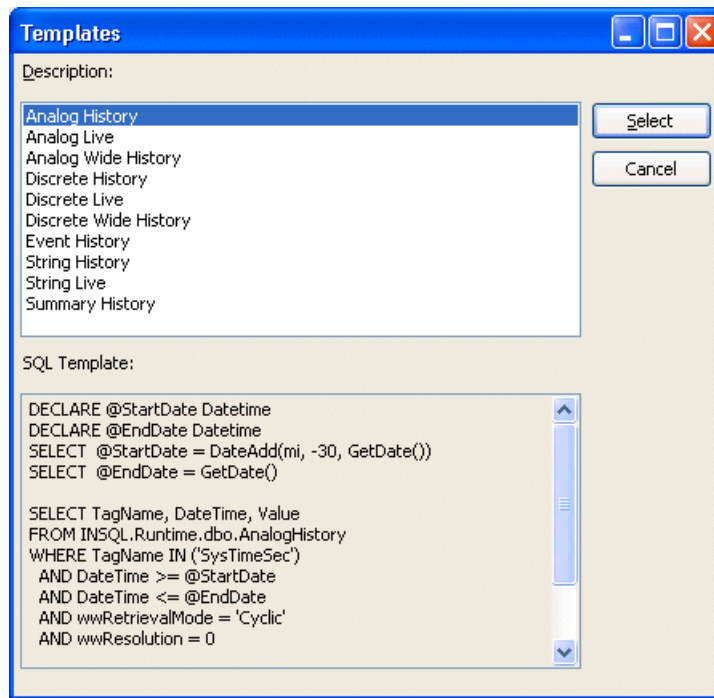 Templates
Description:
Analog History
Select
Analog Live
Analog Wide History
Cancel
Discrete History
Discrete Live
Discrete Wide History
Event History
String History
String Live
Summary History
SQL Template:
DECLARE @StartDate Datetime
DECLARE @EndDate Datetime
SELECT @StartDate = DateAdd(mi, -30, GetDate())
SELECT @EndDate = GetDate()
SELECT TagName, DateTime, Value
FROM INSQL.Runtime.dbo.AnalogHistory
WHERE TagName IN ('SysTimeSec')
AND DateTime >= @StartDate
AND DateTime <= @EndDate
AND wwRetrievalMode = 'Cyclic'
AND wwResolution = 0